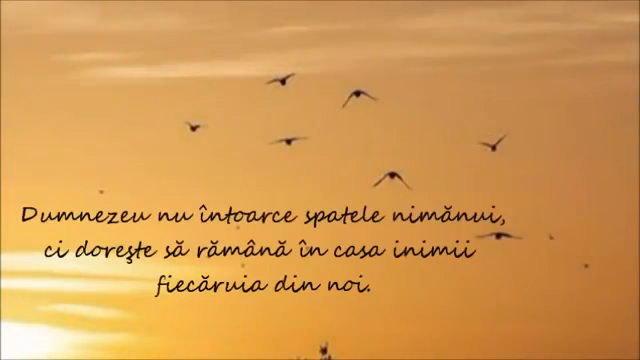 Dumnezeu nu întoarce spatele nimănui,
ci doreşte să rămână în casa inimii
fiecăruia din noi.